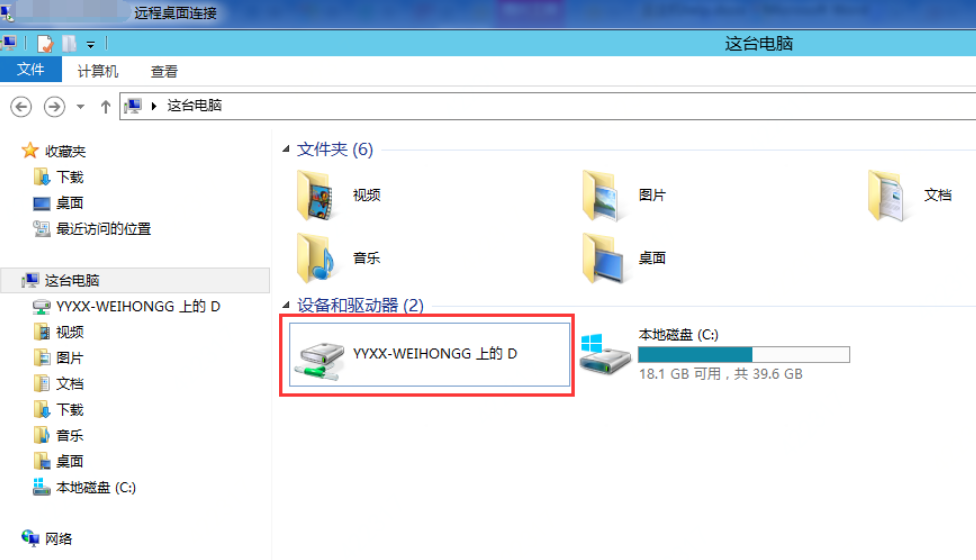 远程桌面连接
这台电脑
文件 计算机 查看
这台电脑
收藏夹
下载
桌面
最近访问的位置
这台电脑
YYXX-WEIHONGG 上的 D
视频
图片
文档
下载
音乐
桌面
本地磁盘 (C:)
网络
文件夹 (6)
视频
图片
文档
音乐
桌面
设备和驱动器 (2)
YYXX-WEIHONGG 上的 D
本地磁盘 (C:)
18.1 GB 可用，共 39.6 GB